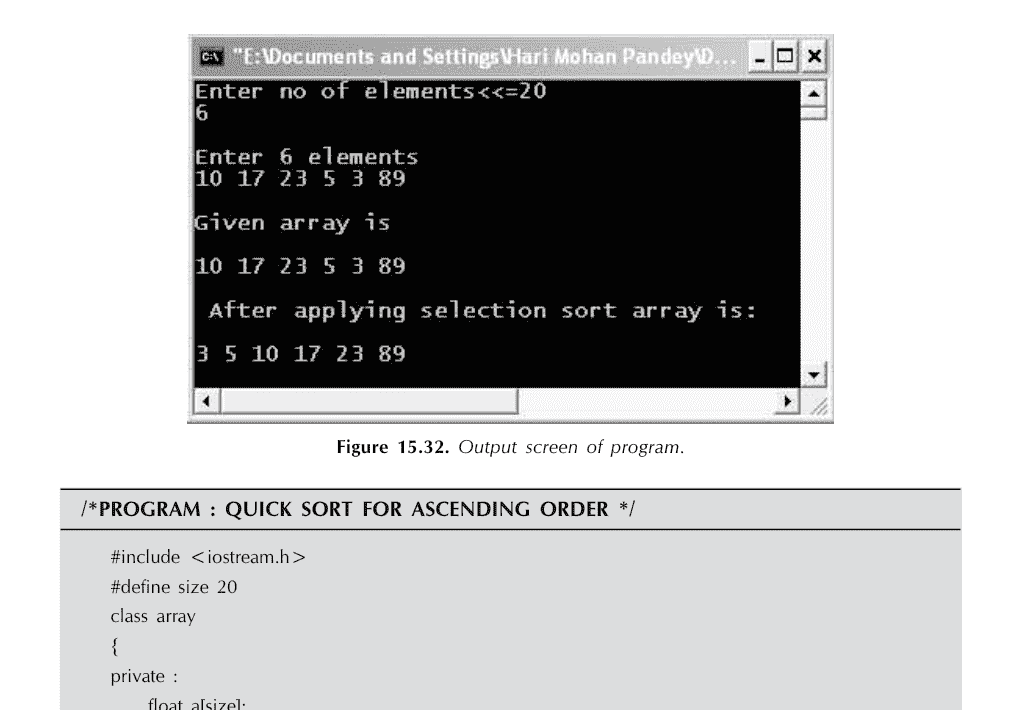 "E:\Documents and Settings\Hari Mohan Pandey\D...
Enter no of elements<<=20
6
Enter 6 elements
10 17 23 5 3 89
Given array is
10 17 23 5 3 89
After applying selection sort array is:
3 5 10 17 23 89
Figure 15.32. Output screen of program.
/*PROGRAM : QUICK SORT FOR ASCENDING ORDER */
#include <iostream.h>
#define size 20
class array
{
private :
float a[size];